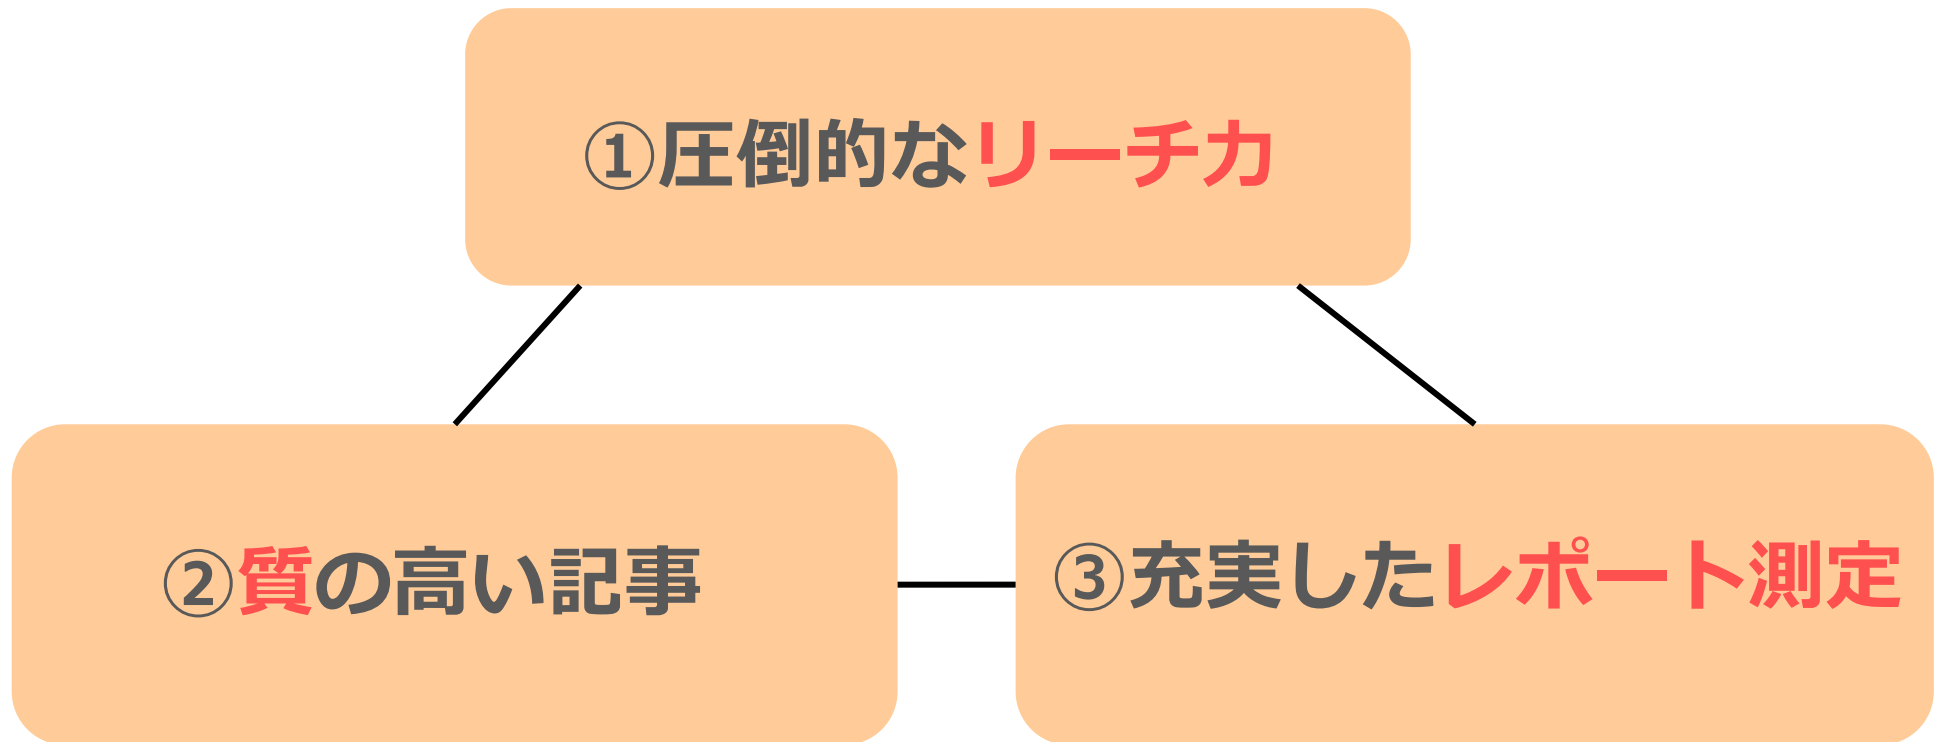 ①圧倒的なリーチ力
②質の高い記事
③充実したレポート測定